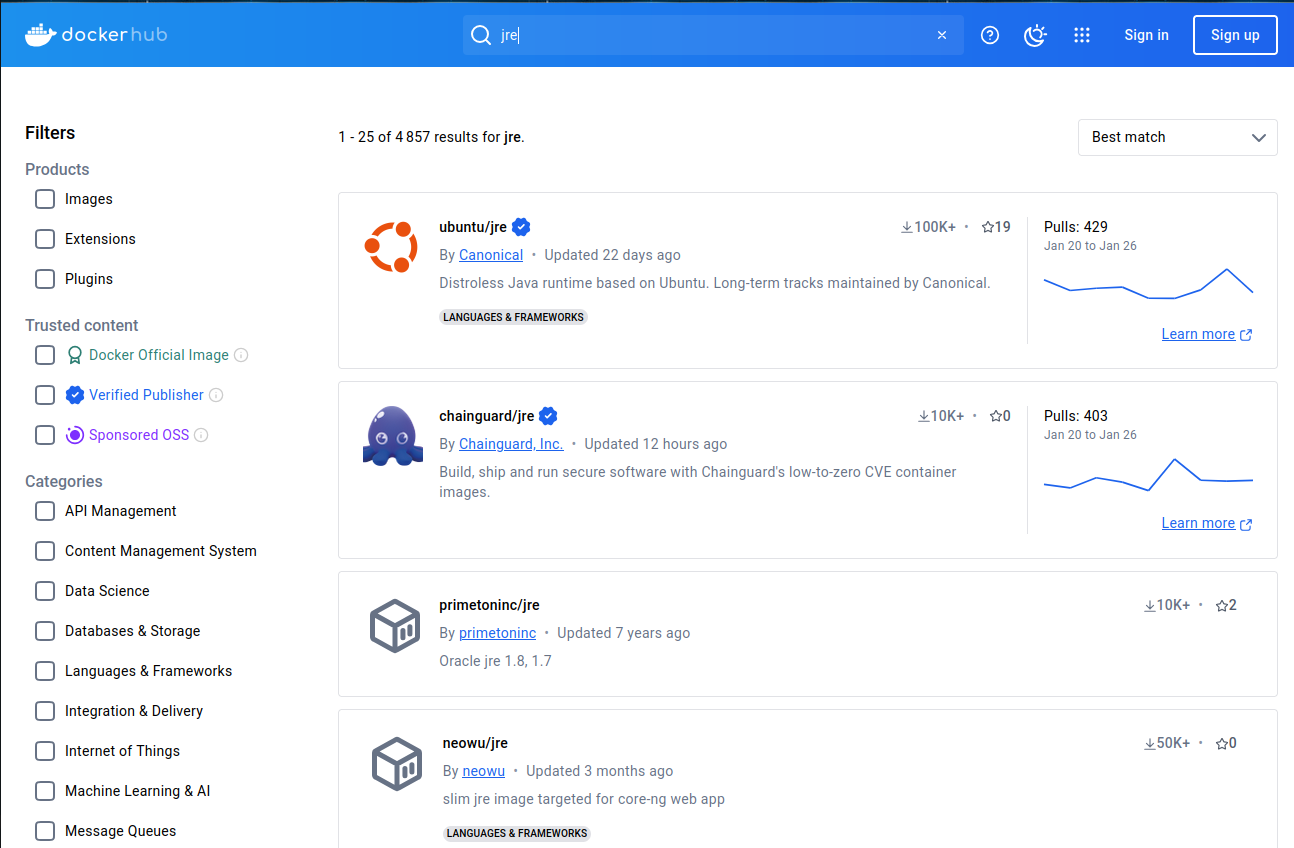 docker hub
jre
Sign in
Sign up
Filters
Products
Images
Extensions
Plugins
Trusted content
Docker Official Image
Verified Publisher
Sponsored OSS
Categories
API Management
Content Management System
Data Science
Databases & Storage
Languages & Frameworks
Integration & Delivery
Internet of Things
Machine Learning & AI
Message Queues
1 - 25 of 4 857 results for jre.
Best match
ubuntu/jre
100K+ • 19
By Canonical • Updated 22 days ago
Distroless Java runtime based on Ubuntu. Long-term tracks maintained by Canonical.
LANGUAGES & FRAMEWORKS
Pulls: 429
Jan 20 to Jan 26
Learn more
chainguard/jre
10K+ • 0
By Chainguard, Inc. • Updated 12 hours ago
Build, ship and run secure software with Chainguard's low-to-zero CVE container
images.
Pulls: 403
Jan 20 to Jan 26
Learn more
primetoninc/jre
10K+ • 2
By primetoninc • Updated 7 years ago
Oracle jre 1.8, 1.7
neowu/jre
50K+ • 0
By neowu • Updated 3 months ago
slim jre image targeted for core-ng web app
LANGUAGES & FRAMEWORKS